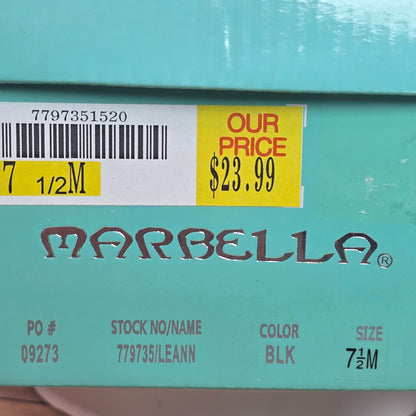 7797351520
OUR
PRICE
7 1/2M
$23.99
MARBELLA®
PO # STOCK NO/NAME COLOR SIZE
09273 779735/LEANN BLK 7½M